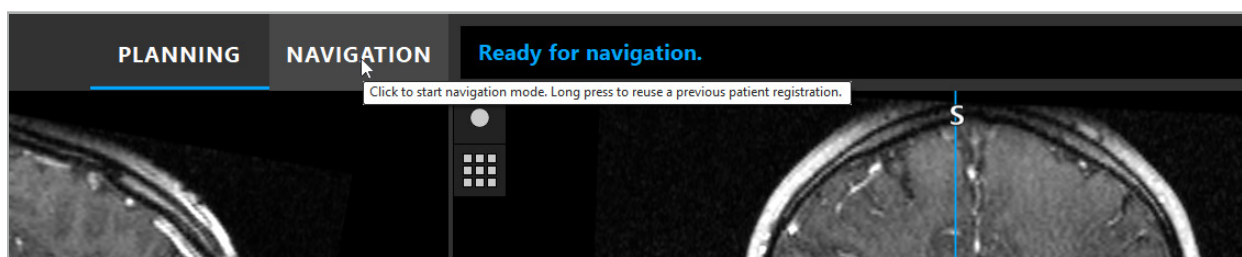 PLANNING NAVIGATION Ready for navigation.
Click to start navigation mode. Long press to reuse a previous patient registration.
S